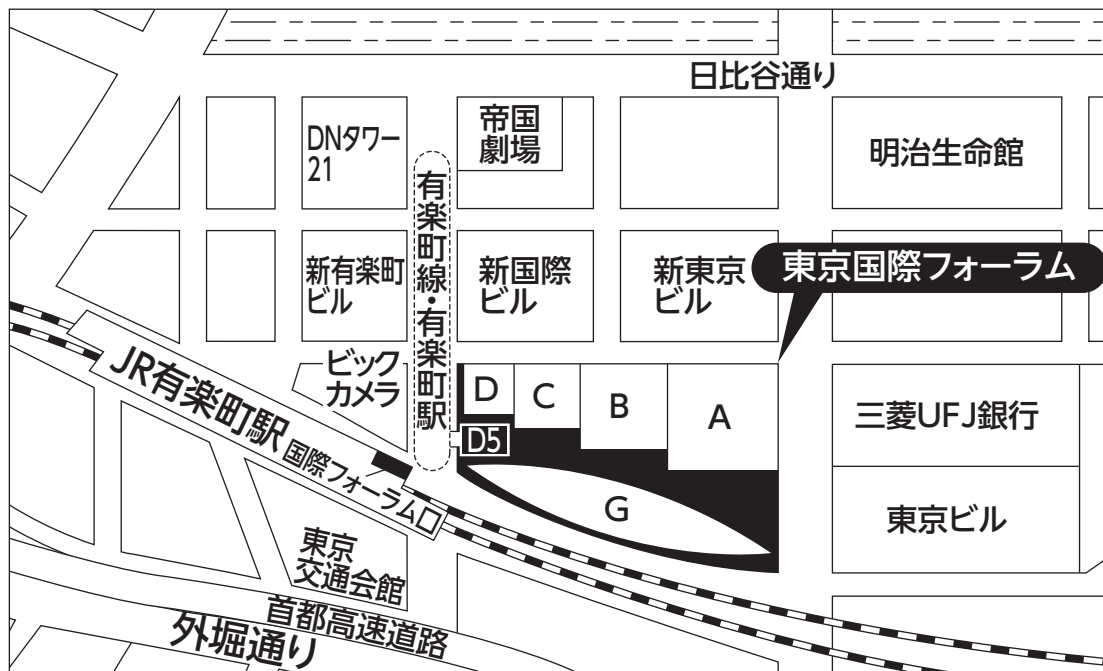 日比谷通り
DNタワー
21
帝国
劇場
明治生命館
有楽町線・有楽町駅
新有楽町
ビル
新国際
ビル
新東京
ビル
東京国際フォーラム
JR有楽町駅
国際フォーラム口
ビック
カメラ
D
C
B
A
D5
G
三菱UFJ銀行
東京ビル
東京
交通会館
首都高速道路
外堀通り